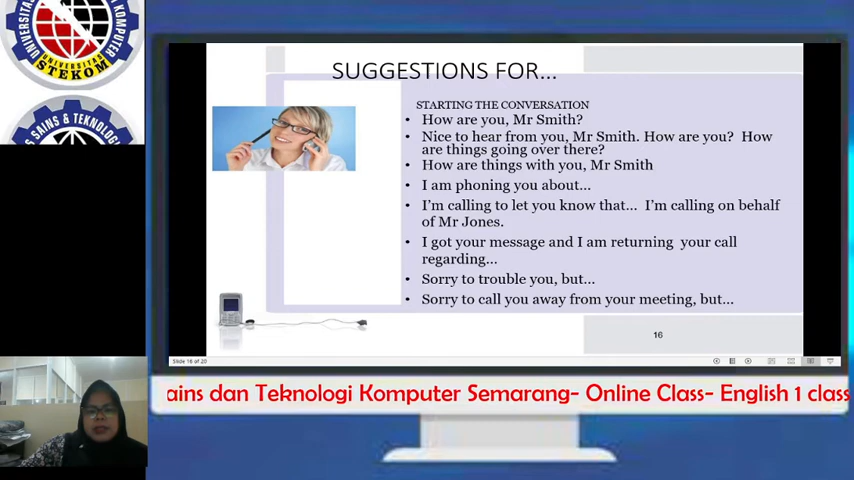 UNIVERSITAS
KOMPUTER
UNIVERSITAS
STEKOM
SAINS & TEKNOLOGI
SUGGESTIONS FOR...
STARTING THE CONVERSATION
• How are you, Mr Smith?
• Nice to hear from you, Mr Smith. How are you? How
are things going over there?
• How are things with you, Mr Smith
• I am phoning you about...
• I'm calling to let you know that... I'm calling on behalf
of Mr Jones.
• I got your message and I am returning your call
regarding...
• Sorry to trouble you, but...
• Sorry to call you away from your meeting, but...
16
Slide 16 of 20
ains dan Teknologi Komputer Semarang- Online Class- English 1 class